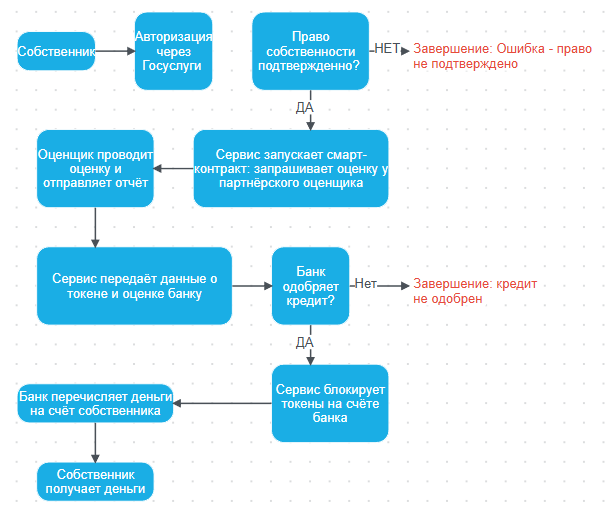 Собственник
Авторизация
через
Госуслуги
Право
собственности
подтвержденно?
НЕТ
Завершение: Ошибка - право
не подтверждено
ДА
Оценщик проводит
оценку и
отправляет отчёт
Сервис запускает смарт-
контракт: запрашивает оценку у
партнёрского оценщика
Сервис передаёт данные о
токене и оценке банку
Банк
одобряет
кредит?
Нет
Завершение: кредит
не одобрен
ДА
Банк перечисляет деньги
на счёт собственника
Сервис блокирует
токены на счёте
банка
Собственник
получает деньги